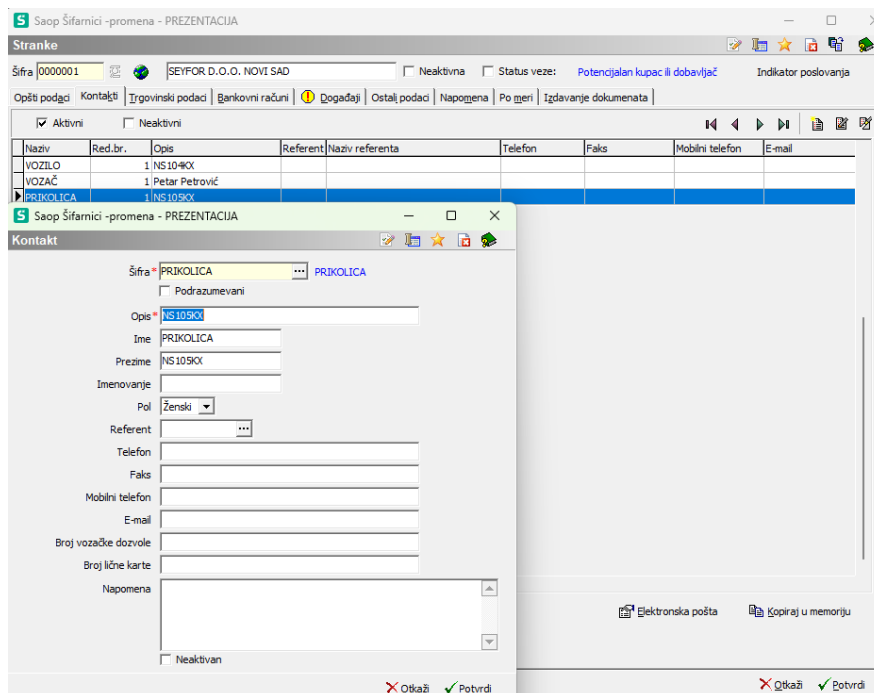 Saop Šifarnici -promena - PREZENTACIJA
Stranke
Šifra 0000001 SEYFOR D.O.O. NOVI SAD Neaktivna Status veze: Potencijalan kupac ili dobavljač Indikator poslovanja
Opšti podaci Kontakti Trgovinski podaci Bankovni računi Događaji Ostali podaci Napomena Po meri Izdavanje dokumenata
Aktivni Neaktivni
Naziv Red.br. Opis Referent Naziv referenta Telefon Faks Mobilni telefon E-mail
VOZILO 1 NS104KX
VOZAČ 1 Petar Petrović
PRIKOLICA 1 NS105KX
Saop Šifarnici -promena - PREZENTACIJA
Kontakt
Šifra* PRIKOLICA ... PRIKOLICA
Podrazumevani
Opis* NS105KX
Ime PRIKOLICA
Prezime NS105KX
Imenovanje
Pol Ženski
Referent ...
Telefon
Faks
Mobilni telefon
E-mail
Broj vozačke dozvole
Broj lične karte
Napomena
Neaktivan
Otkaži Potvrdi
Elektronska pošta Kopiraj u memoriju
Otkaži Potvrdi